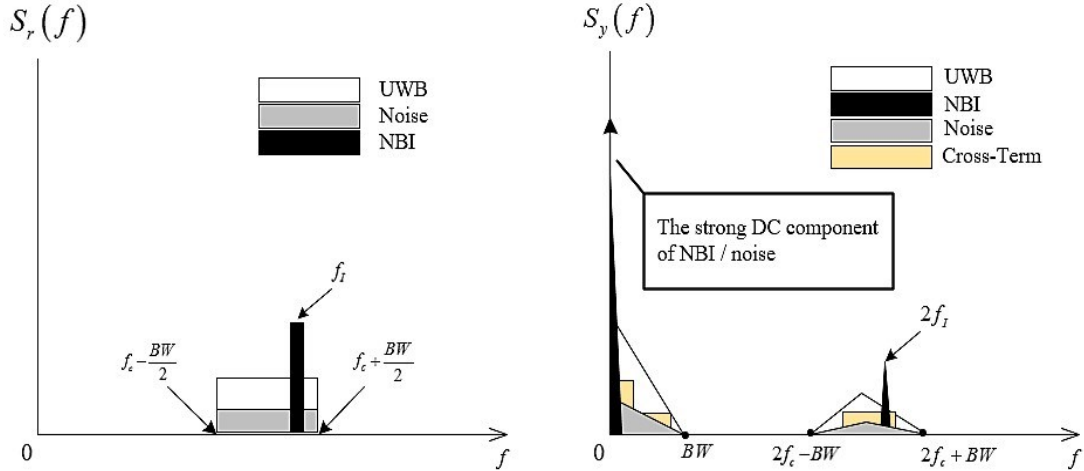 S_r(f)
UWB
Noise
NBI
f_I
f_c - BW/2
f_c + BW/2
0
f
S_y(f)
UWB
NBI
Noise
Cross-Term
The strong DC component
of NBI / noise
2f_I
0
BW
2f_c - BW
2f_c + BW
f